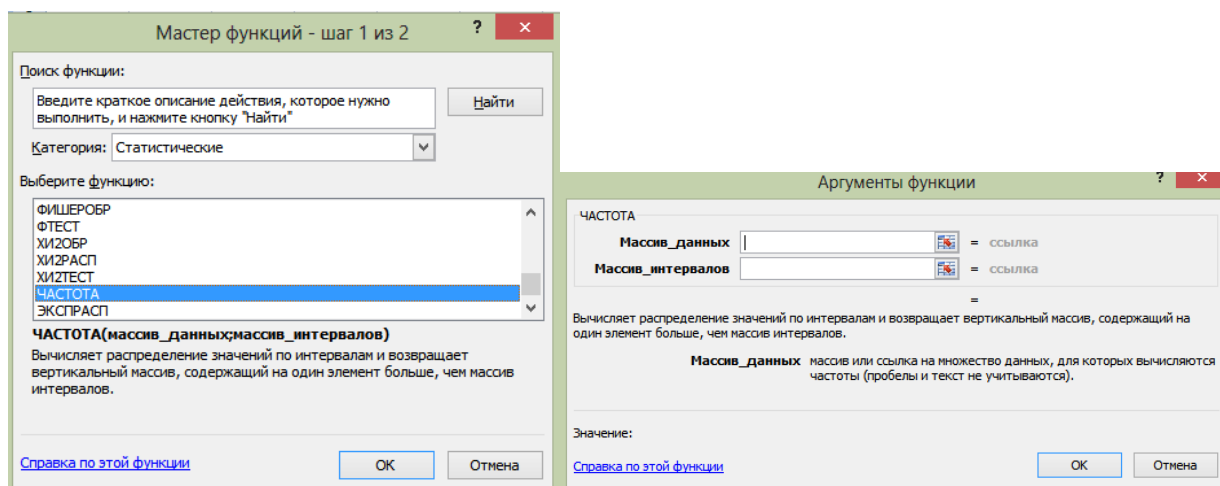 Мастер функций - шаг 1 из 2
?
×
Поиск функции:
Введите краткое описание действия, которое нужно
выполнить, и нажмите кнопку "Найти"
Найти
Категория: Статистические
Выберите функцию:
ФИШЕРОБР
ФТЕСТ
ХИ2ОБР
ХИ2РАСП
ХИ2ТЕСТ
ЧАСТОТА
ЭКСПРАСП
ЧАСТОТА(массив_данных;массив_интервалов)
Вычисляет распределение значений по интервалам и возвращает
вертикальный массив, содержащий на один элемент больше, чем массив
интервалов.
Справка по этой функции
ОК
Отмена
Аргументы функции
?
×
ЧАСТОТА
Массив_данных = ссылка
Массив_интервалов = ссылка
=
Вычисляет распределение значений по интервалам и возвращает вертикальный массив, содержащий на
один элемент больше, чем массив интервалов.
Массив_данных массив или ссылка на множество данных, для которых вычисляются
частоты (пробелы и текст не учитываются).
Значение:
Справка по этой функции
ОК
Отмена